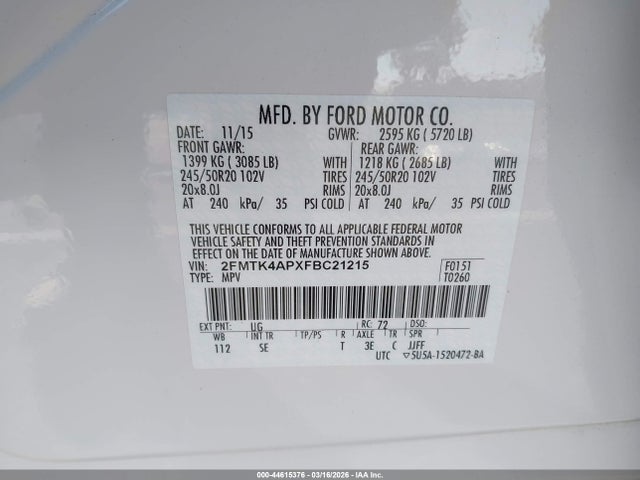 MFD. BY FORD MOTOR CO.
DATE: 11/15 GVWR: 2595 KG ( 5720 LB)
FRONT GAWR: REAR GAWR:
1399 KG ( 3085 LB) WITH 1218 KG ( 2685 LB) WITH
245/50R20 102V TIRES 245/50R20 102V TIRES
20x8.0J RIMS 20x8.0J RIMS
AT 240 kPa/ 35 PSI COLD AT 240 kPa/ 35 PSI COLD
THIS VEHICLE CONFORMS TO ALL APPLICABLE FEDERAL MOTOR
VEHICLE SAFETY AND THEFT PREVENTION STANDARDS IN
EFFECT ON THE DATE OF MANUFACTURE SHOWN ABOVE.
VIN: 2FMTK4APXFBC21215 F0151
TYPE: MPV T0260
EXT PNT: UG RC: 72 DSO:
WB INT TR TP/PS R AXLE TR SPR
112 SE T 3E C JJFF
UTC ▽5U5A-1520472-BA
000-44615376 | 03/16/2026 | IAAI.COM